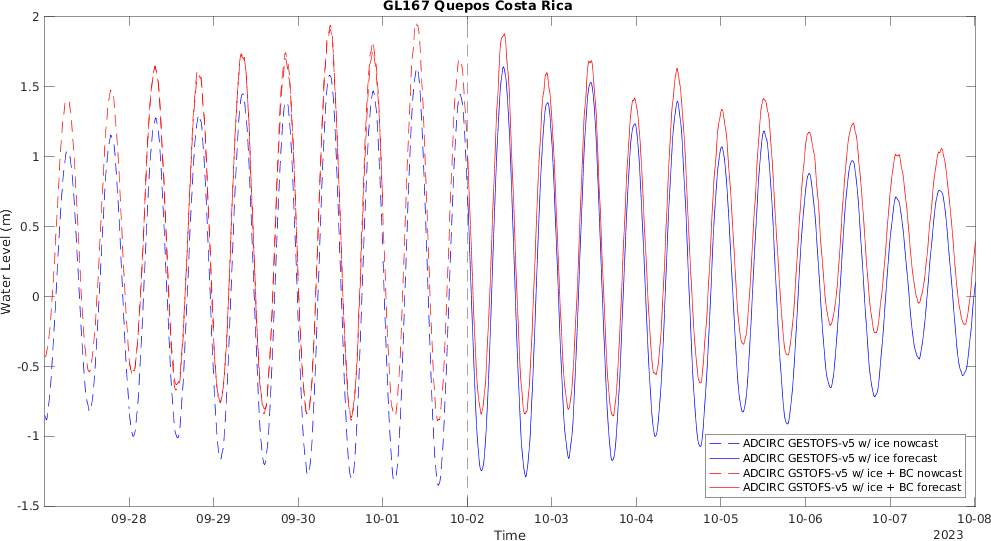 GL167 Quepos Costa Rica
2
1.5
1
0.5
0
-0.5
-1
-1.5
Water Level (m)
ADCIRC GESTOFS-v5 w/ ice nowcast
ADCIRC GESTOFS-v5 w/ ice forecast
ADCIRC GSTOFS-v5 w/ ice + BC nowcast
ADCIRC GSTOFS-v5 w/ ice + BC forecast
09-28 09-29 09-30 10-01 10-02 10-03 10-04 10-05 10-06 10-07 10-08
Time
2023